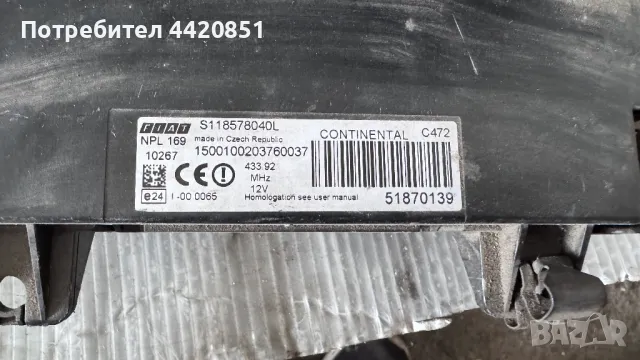 Потребител 4420851
FIAT S118578040L CONTINENTAL C472
NPL 169 made in Czech Republic
10267 1500100203760037
CE 433.92
MHz
12V
e24 I-00 0065 Homologation see user manual 51870139
BAZAR